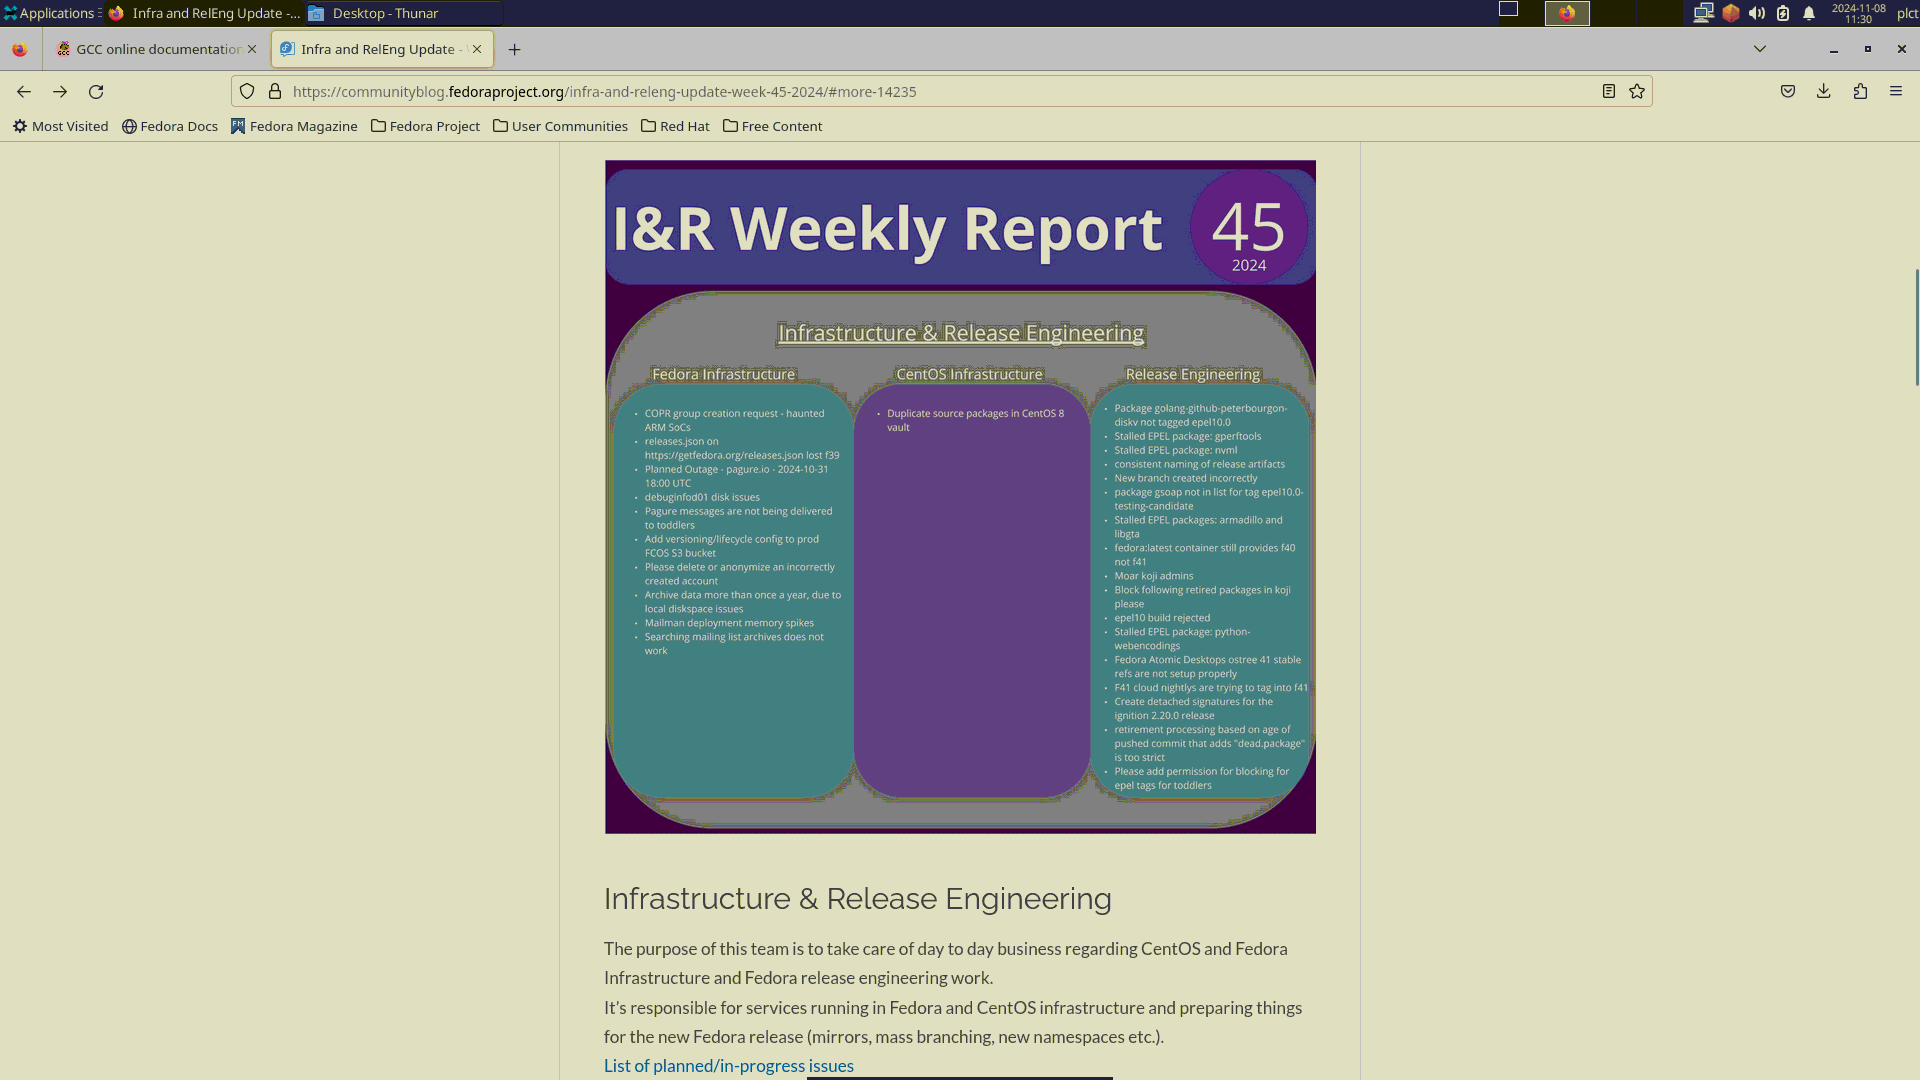 Applications
Infra and RelEng Update -...
Desktop - Thunar
2024-11-08
11:30
plct
GCC online documentation
Infra and RelEng Update -
https://communityblog.fedoraproject.org/infra-and-releng-update-week-45-2024/#more-14235
Most Visited
Fedora Docs
Fedora Magazine
Fedora Project
User Communities
Red Hat
Free Content
I&R Weekly Report
45
2024
Infrastructure & Release Engineering
Fedora Infrastructure
• COPR group creation request - haunted
ARM SoCs
• releases.json on
https://getfedora.org/releases.json lost f39
• Planned Outage - pagure.io - 2024-10-31
18:00 UTC
• debuginfod01 disk issues
• Pagure messages are not being delivered
to toddlers
• Add versioning/lifecycle config to prod
FCOS S3 bucket
• Please delete or anonymize an incorrectly
created account
• Archive data more than once a year, due to
local diskspace issues
• Mailman deployment memory spikes
• Searching mailing list archives does not
work
CentOS Infrastructure
• Duplicate source packages in CentOS 8
vault
Release Engineering
• Package golang-github-peterbourgon-
diskv not tagged epel10.0
• Stalled EPEL package: gperftools
• Stalled EPEL package: nvml
• consistent naming of release artifacts
• New branch created incorrectly
• package gsoap not in list for tag epel10.0-
testing-candidate
• Stalled EPEL packages: armadillo and
libgta
• fedora:latest container still provides f40
not f41
• Moar koji admins
• Block following retired packages in koji
please
• epel10 build rejected
• Stalled EPEL package: python-
webencodings
• Fedora Atomic Desktops ostree 41 stable
refs are not setup properly
• F41 cloud nightlys are trying to tag into f41
• Create detached signatures for the
ignition 2.20.0 release
• retirement processing based on age of
pushed commit that adds "dead.package"
is too strict
• Please add permission for blocking for
epel tags for toddlers
Infrastructure & Release Engineering
The purpose of this team is to take care of day to day business regarding CentOS and Fedora
Infrastructure and Fedora release engineering work.
It's responsible for services running in Fedora and CentOS infrastructure and preparing things
for the new Fedora release (mirrors, mass branching, new namespaces etc.).
List of planned/in-progress issues